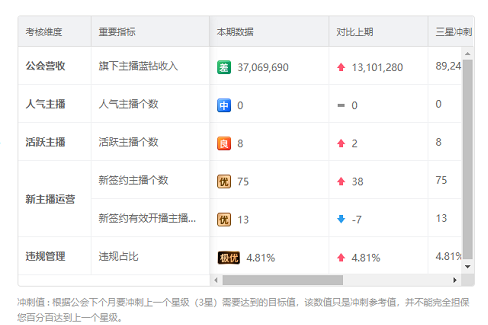 考核维度 重要指标 本期数据 对比上期 三星冲刺
公会营收 旗下主播蓝钻收入 差 37,069,690 13,101,280 89,24
人气主播 人气主播个数 中 0 0 0
活跃主播 活跃主播个数 良 8 2 8
新主播运营 新签约主播个数 优 75 38 75
新签约有效开播主播... 优 13 -7 13
违规管理 违规占比 极优 4.81% 4.81% 4.81%
冲刺值：根据公会下个月要冲刺上一个星级（3星）需要达到的目标值，该数值只是冲刺参考值，并不能完全担保
您百分百达到上一个星级。